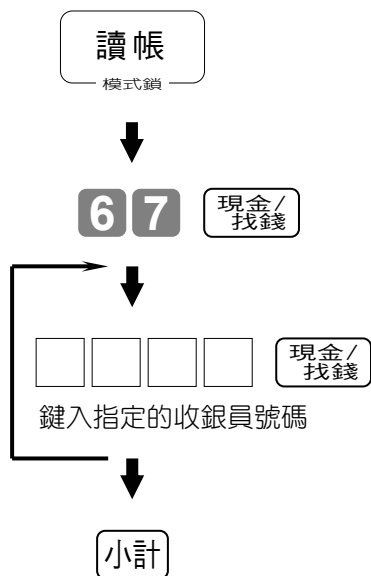 讀帳
模式鎖
6 7 現金/
找錢
現金/
找錢
鍵入指定的收銀員號碼
小計